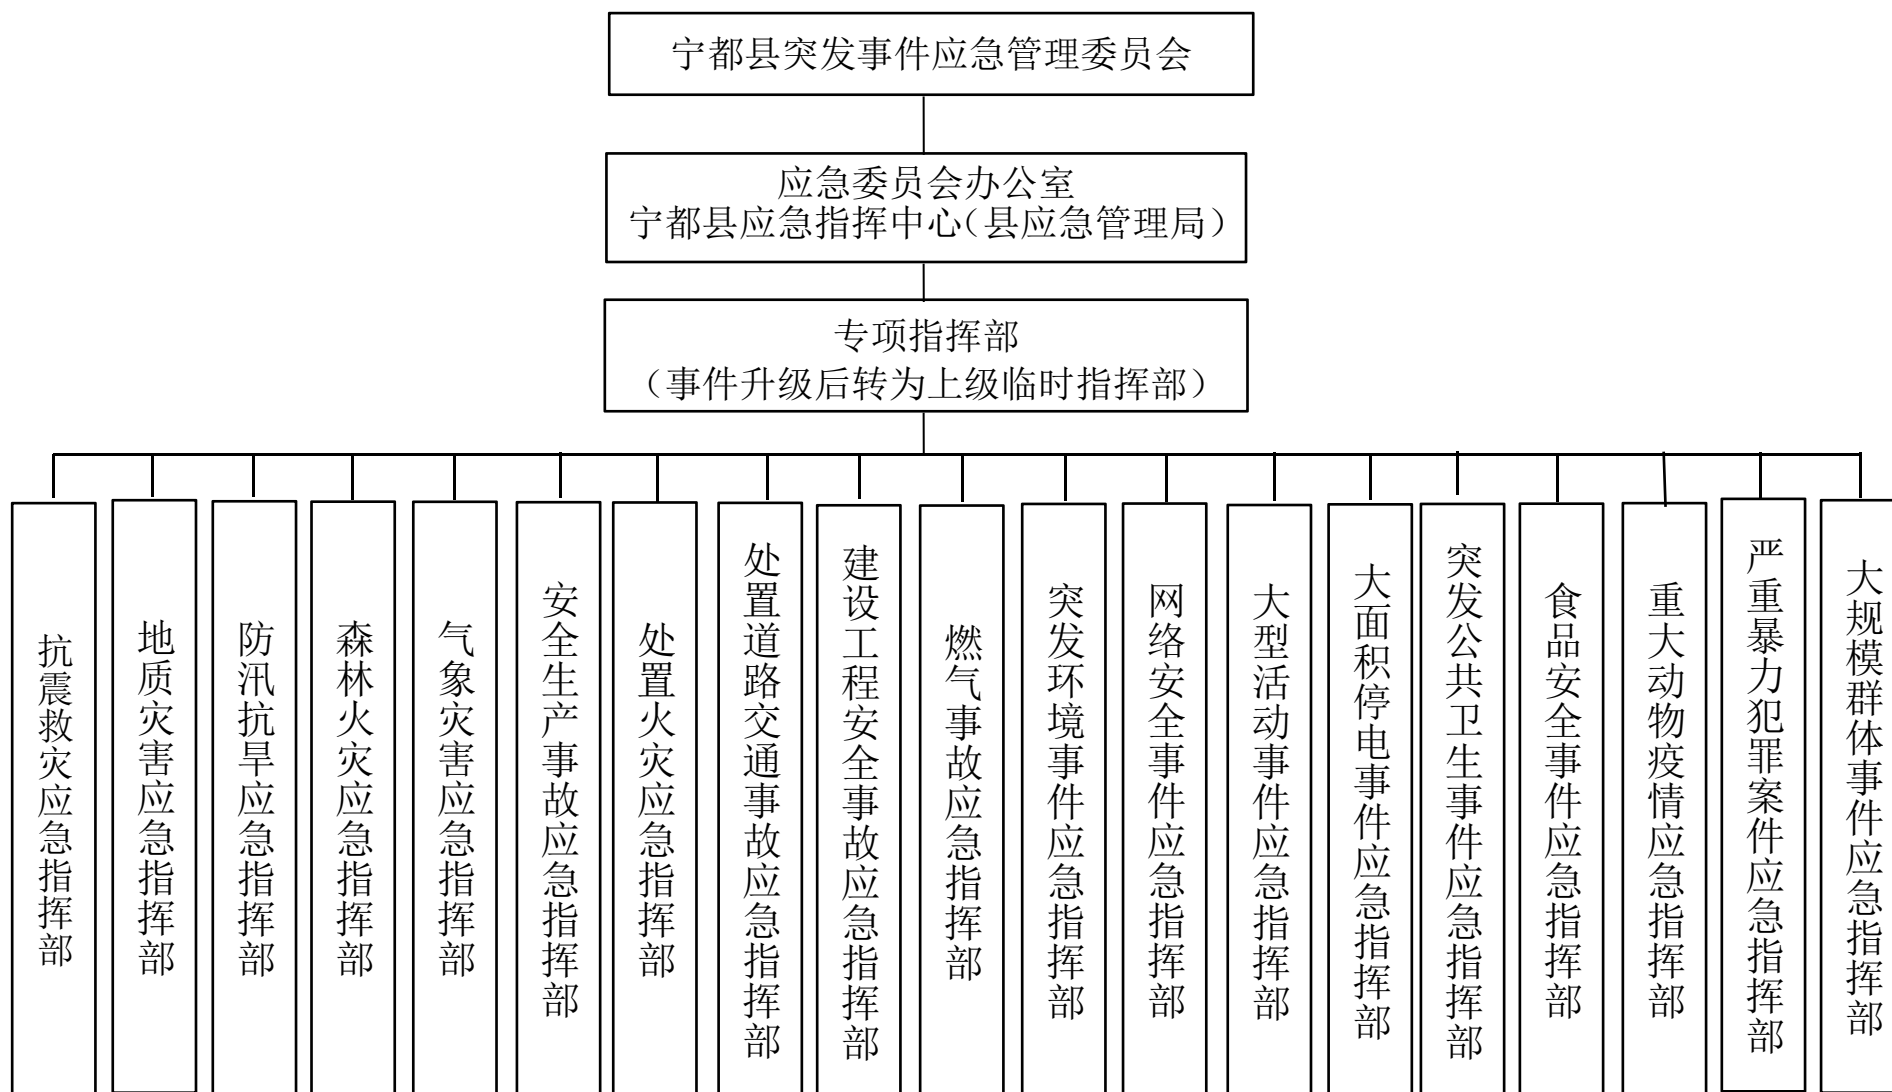 宁都县突发事件应急管理委员会
应急委员会办公室
宁都县应急指挥中心（县应急管理局）
专项指挥部
（事件升级后转为上级临时指挥部）
抗震救灾应急指挥部
地质灾害应急指挥部
防汛抗旱应急指挥部
森林火灾应急指挥部
气象灾害应急指挥部
安全生产事故应急指挥部
处置火灾应急指挥部
处置道路交通事故应急指挥部
建设工程安全事故应急指挥部
燃气事故应急指挥部
突发环境事件应急指挥部
网络安全事件应急指挥部
大型活动事件应急指挥部
大面积停电事件应急指挥部
突发公共卫生事件应急指挥部
食品安全事件应急指挥部
重大动物疫情应急指挥部
严重暴力犯罪案件应急指挥部
大规模群体事件应急指挥部